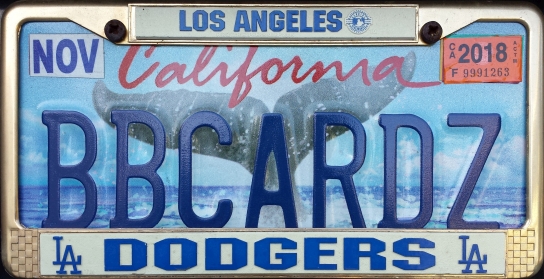 LOS ANGELES
NOV California CA 2018
F 9991263
BBCARDZ
LA DODGERS LA